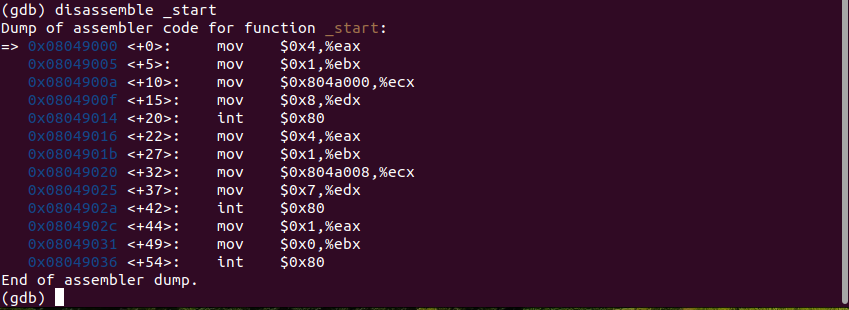 (gdb) disassemble _start
Dump of assembler code for function _start:
=> 0x08049000 <+0>:     mov    $0x4,%eax
   0x08049005 <+5>:     mov    $0x1,%ebx
   0x0804900a <+10>:    mov    $0x804a000,%ecx
   0x0804900f <+15>:    mov    $0x8,%edx
   0x08049014 <+20>:    int    $0x80
   0x08049016 <+22>:    mov    $0x4,%eax
   0x0804901b <+27>:    mov    $0x1,%ebx
   0x08049020 <+32>:    mov    $0x804a008,%ecx
   0x08049025 <+37>:    mov    $0x7,%edx
   0x0804902a <+42>:    int    $0x80
   0x0804902c <+44>:    mov    $0x1,%eax
   0x08049031 <+49>:    mov    $0x0,%ebx
   0x08049036 <+54>:    int    $0x80
End of assembler dump.
(gdb)